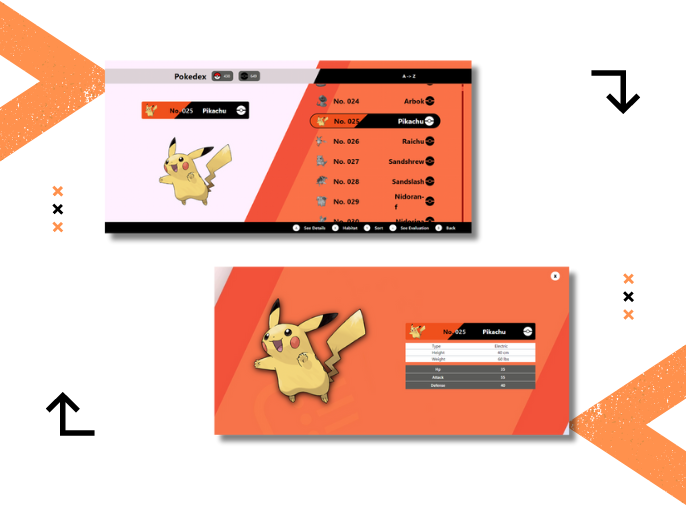 Pokedex
A -> Z
No. 024 Arbok
No. 025 Pikachu
No. 025 Pikachu
No. 026 Raichu
No. 027 Sandshrew
No. 028 Sandslash
No. 029 Nidoran-
f
No. 030 Nidorina
See Details Habitat Sort See Evaluation Back
X
No. 025 Pikachu
Type Electric
Height 40 cm
Weight 60 lbs
Hp 35
Attack 55
Defense 40